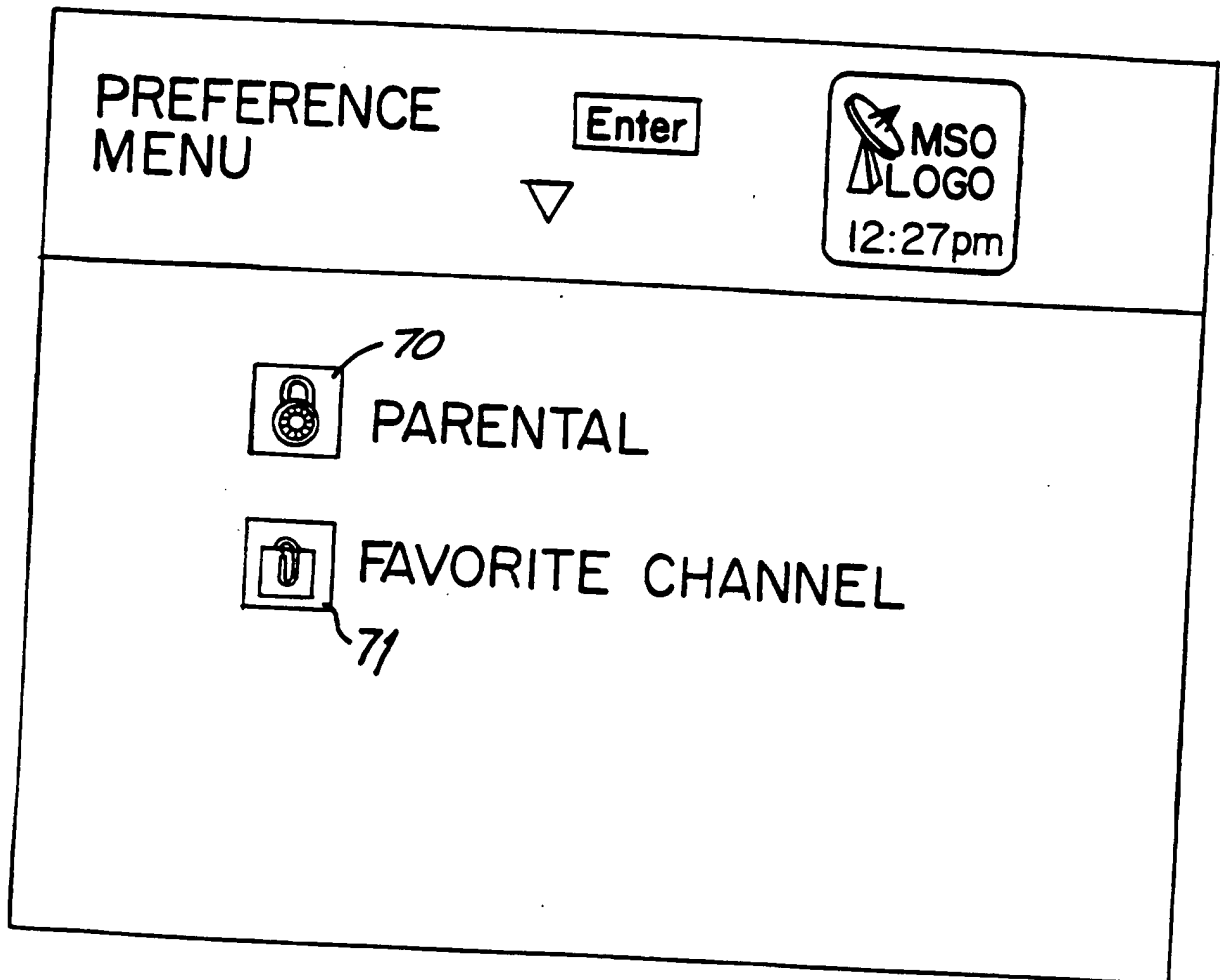 PREFERENCE
MENU
Enter
MSO
LOGO
12:27pm
70
PARENTAL
FAVORITE CHANNEL
71